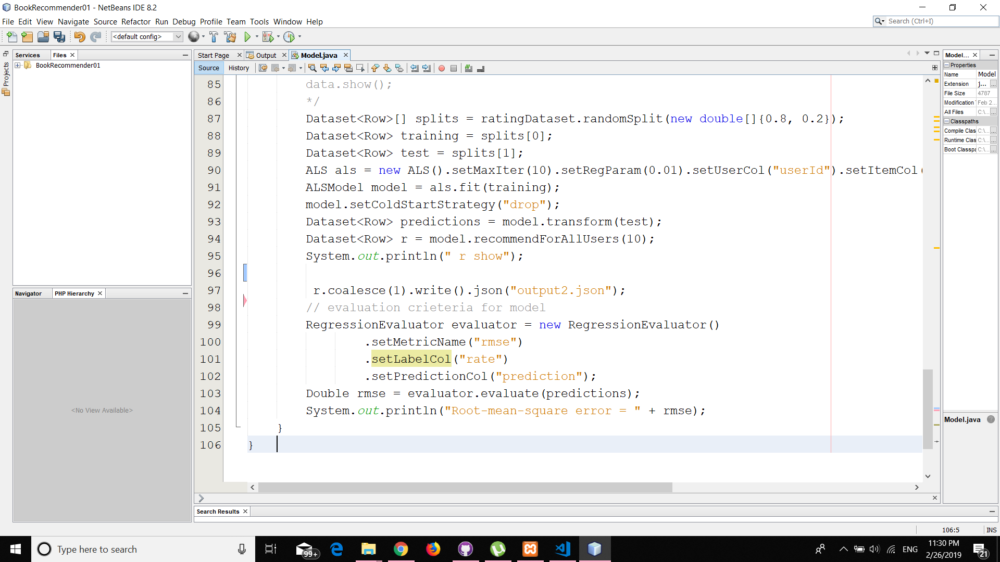 BookRecommender01 - NetBeans IDE 8.2
File Edit View Navigate Source Refactor Run Debug Profile Team Tools Window Help
Search (Ctrl+I)
<default config>
Projects
Services Files
BookRecommender01
Start Page Output Model.java
Source History
85 data.show();
86 */
87 Dataset<Row>[] splits = ratingDataset.randomSplit(new double[]{0.8, 0.2});
88 Dataset<Row> training = splits[0];
89 Dataset<Row> test = splits[1];
90 ALS als = new ALS().setMaxIter(10).setRegParam(0.01).setUserCol("userId").setItemCol(
91 ALSModel model = als.fit(training);
92 model.setColdStartStrategy("drop");
93 Dataset<Row> predictions = model.transform(test);
94 Dataset<Row> r = model.recommendForAllUsers(10);
95 System.out.println(" r show");
96
97 r.coalesce(1).write().json("output2.json");
98 // evaluation crieteria for model
99 RegressionEvaluator evaluator = new RegressionEvaluator()
100 .setMetricName("rmse")
101 .setLabelCol("rate")
102 .setPredictionCol("prediction");
103 Double rmse = evaluator.evaluate(predictions);
104 System.out.println("Root-mean-square error = " + rmse);
105 }
106 }
Navigator PHP Hierarchy
<No View Available>
Search Results
Model...
Properties
Name Model
Extension j... ...
File Size 4787
Modification Feb 2...
All Files C:\... ...
Classpaths
Compile Clas C:\... ...
Runtime Clas C:\... ...
Boot Classpa C:\... ...
Model.java
106:5 INS
Type here to search
99+
ENG
11:30 PM
2/26/2019
21